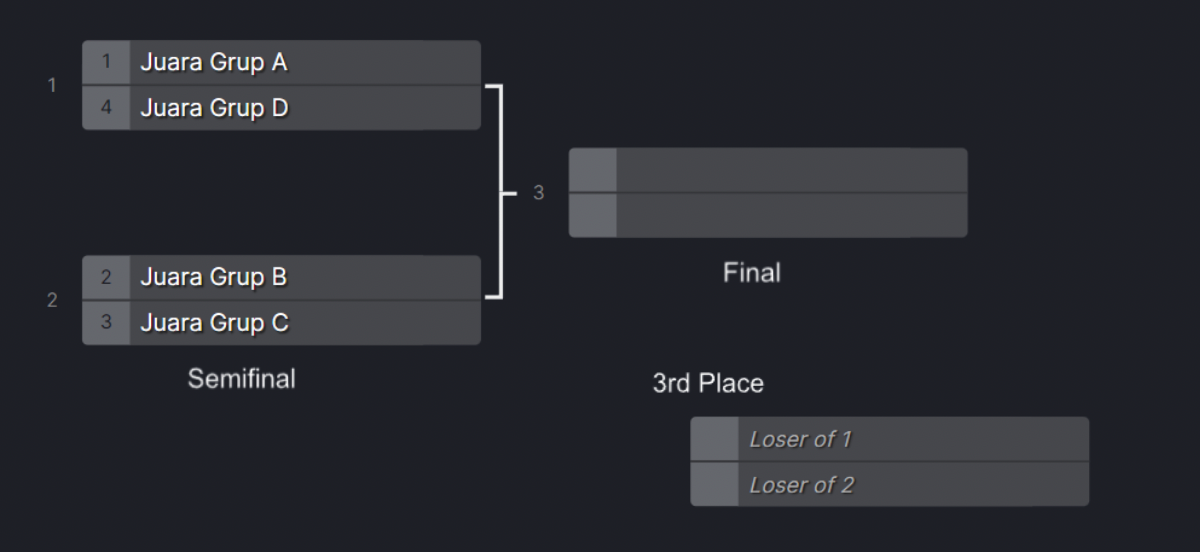 1
1 Juara Grup A
4 Juara Grup D
3
Final
2
2 Juara Grup B
3 Juara Grup C
Semifinal
3rd Place
Loser of 1
Loser of 2